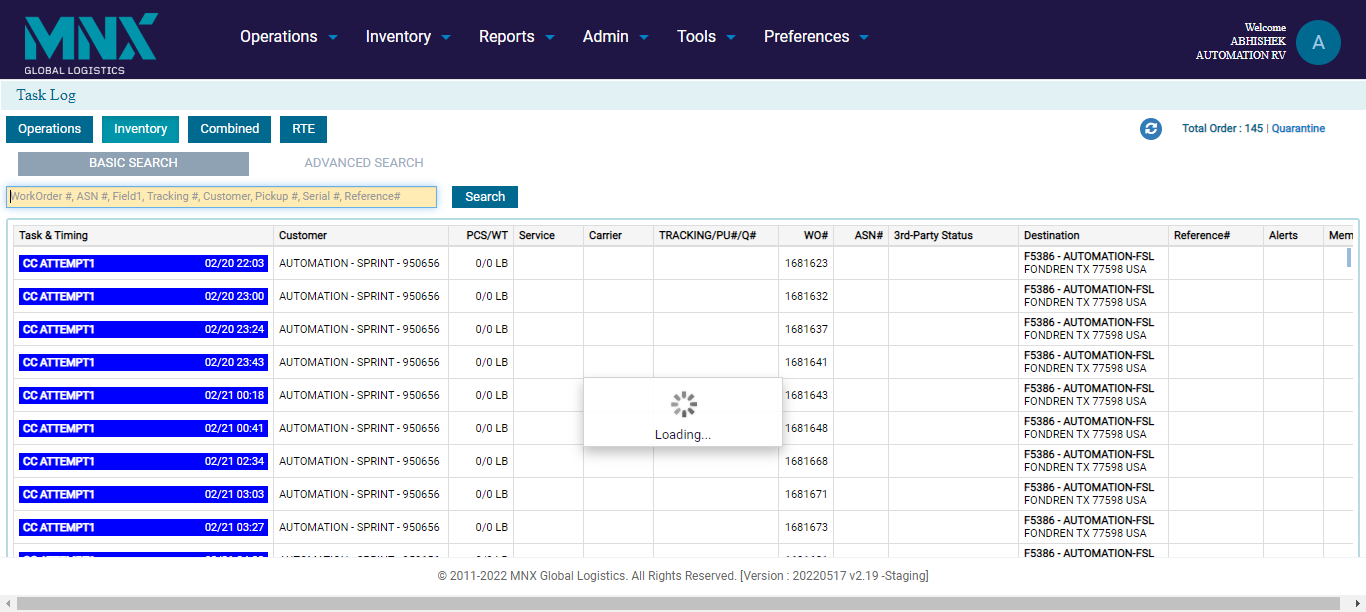 MNX
GLOBAL LOGISTICS
Operations Inventory Reports Admin Tools Preferences
Welcome
ABHISHEK
AUTOMATION RV
A
Task Log
Operations Inventory Combined RTE
Total Order : 145 | Quarantine
BASIC SEARCH ADVANCED SEARCH
WorkOrder #, ASN #, Field1, Tracking #, Customer, Pickup #, Serial #, Reference#
Search
Task & Timing Customer PCS/WT Service Carrier TRACKING/PU#/Q# WO# ASN# 3rd-Party Status Destination Reference# Alerts Mem
CC ATTEMPT1 02/20 22:03 AUTOMATION - SPRINT - 950656 0/0 LB 1681623 F5386 - AUTOMATION-FSL
FONDREN TX 77598 USA
CC ATTEMPT1 02/20 23:00 AUTOMATION - SPRINT - 950656 0/0 LB 1681632 F5386 - AUTOMATION-FSL
FONDREN TX 77598 USA
CC ATTEMPT1 02/20 23:24 AUTOMATION - SPRINT - 950656 0/0 LB 1681637 F5386 - AUTOMATION-FSL
FONDREN TX 77598 USA
CC ATTEMPT1 02/20 23:43 AUTOMATION - SPRINT - 950656 0/0 LB 1681641 F5386 - AUTOMATION-FSL
FONDREN TX 77598 USA
CC ATTEMPT1 02/21 00:18 AUTOMATION - SPRINT - 950656 0/0 LB 1681643 F5386 - AUTOMATION-FSL
FONDREN TX 77598 USA
CC ATTEMPT1 02/21 00:41 AUTOMATION - SPRINT - 950656 0/0 LB 1681648 F5386 - AUTOMATION-FSL
FONDREN TX 77598 USA
Loading...
CC ATTEMPT1 02/21 02:34 AUTOMATION - SPRINT - 950656 0/0 LB 1681668 F5386 - AUTOMATION-FSL
FONDREN TX 77598 USA
CC ATTEMPT1 02/21 03:03 AUTOMATION - SPRINT - 950656 0/0 LB 1681671 F5386 - AUTOMATION-FSL
FONDREN TX 77598 USA
CC ATTEMPT1 02/21 03:27 AUTOMATION - SPRINT - 950656 0/0 LB 1681673 F5386 - AUTOMATION-FSL
FONDREN TX 77598 USA
F5386 - AUTOMATION-FSL
© 2011-2022 MNX Global Logistics. All Rights Reserved. [Version : 20220517 v2.19 -Staging]